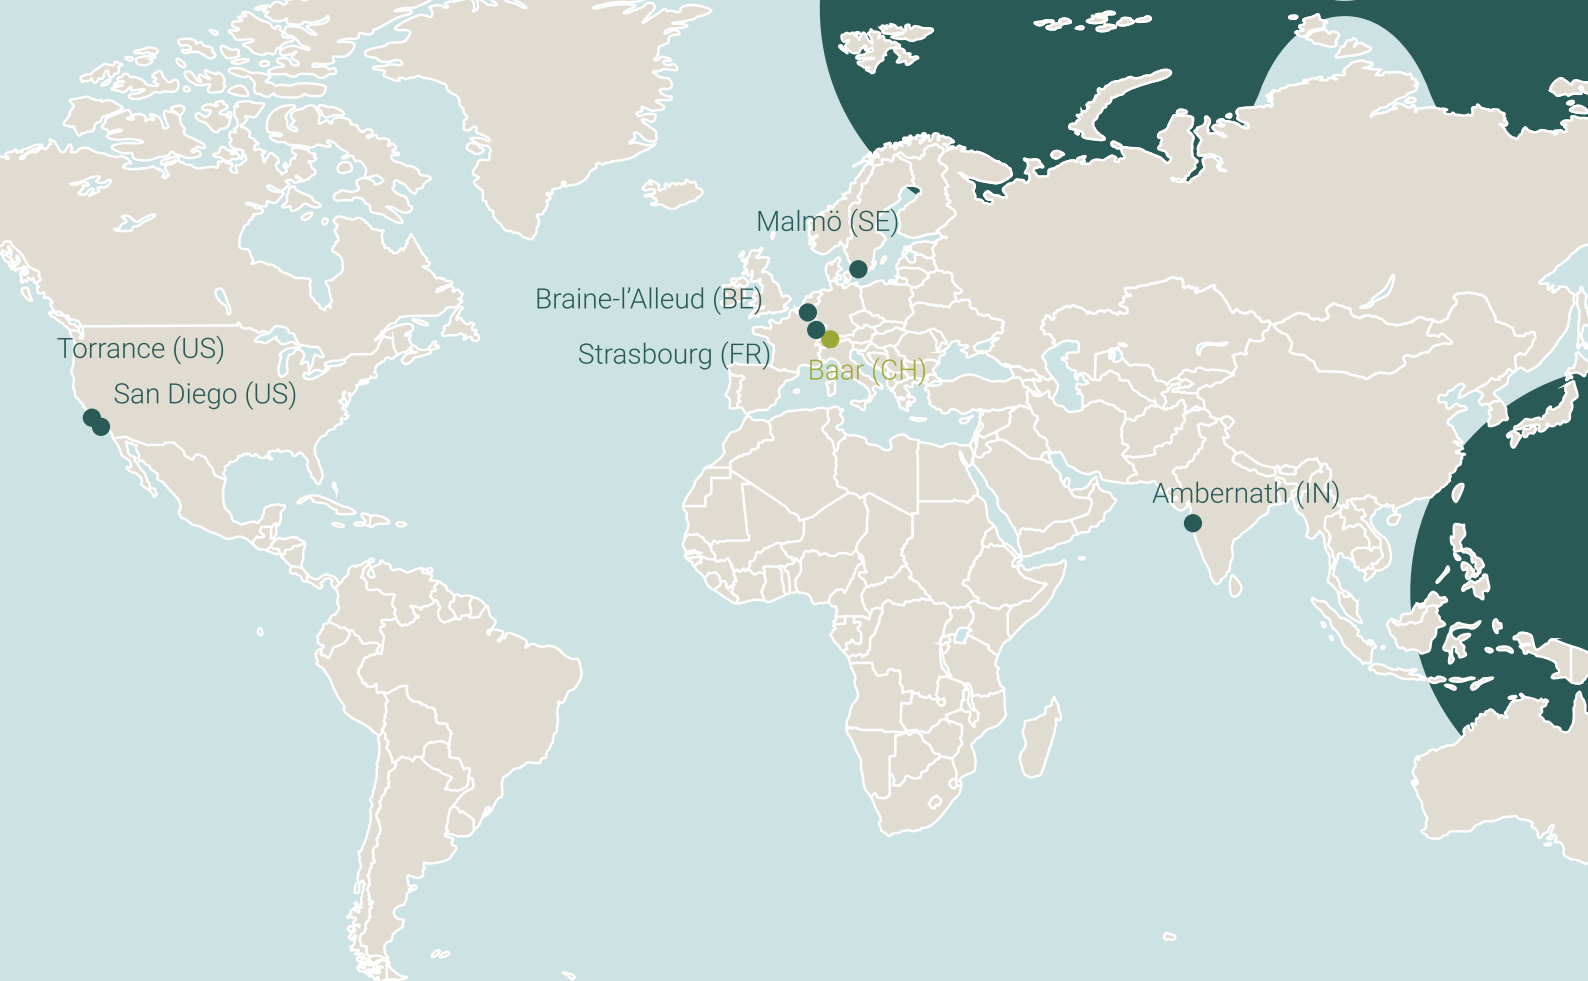 Malmö (SE)
Braine-l’Alleud (BE)
Torrance (US)
Strasbourg (FR)
Baar (CH)
San Diego (US)
Ambernath (IN)